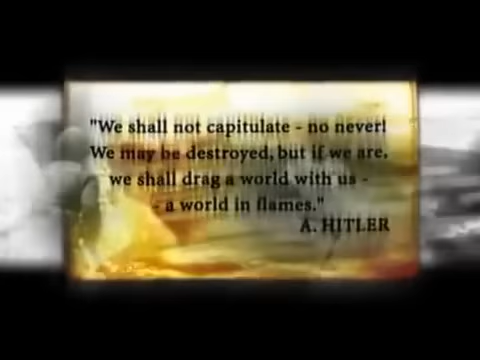 "We shall not capitulate - no never!
We may be destroyed, but if we are,
we shall drag a world with us -
- a world in flames."
A. HITLER